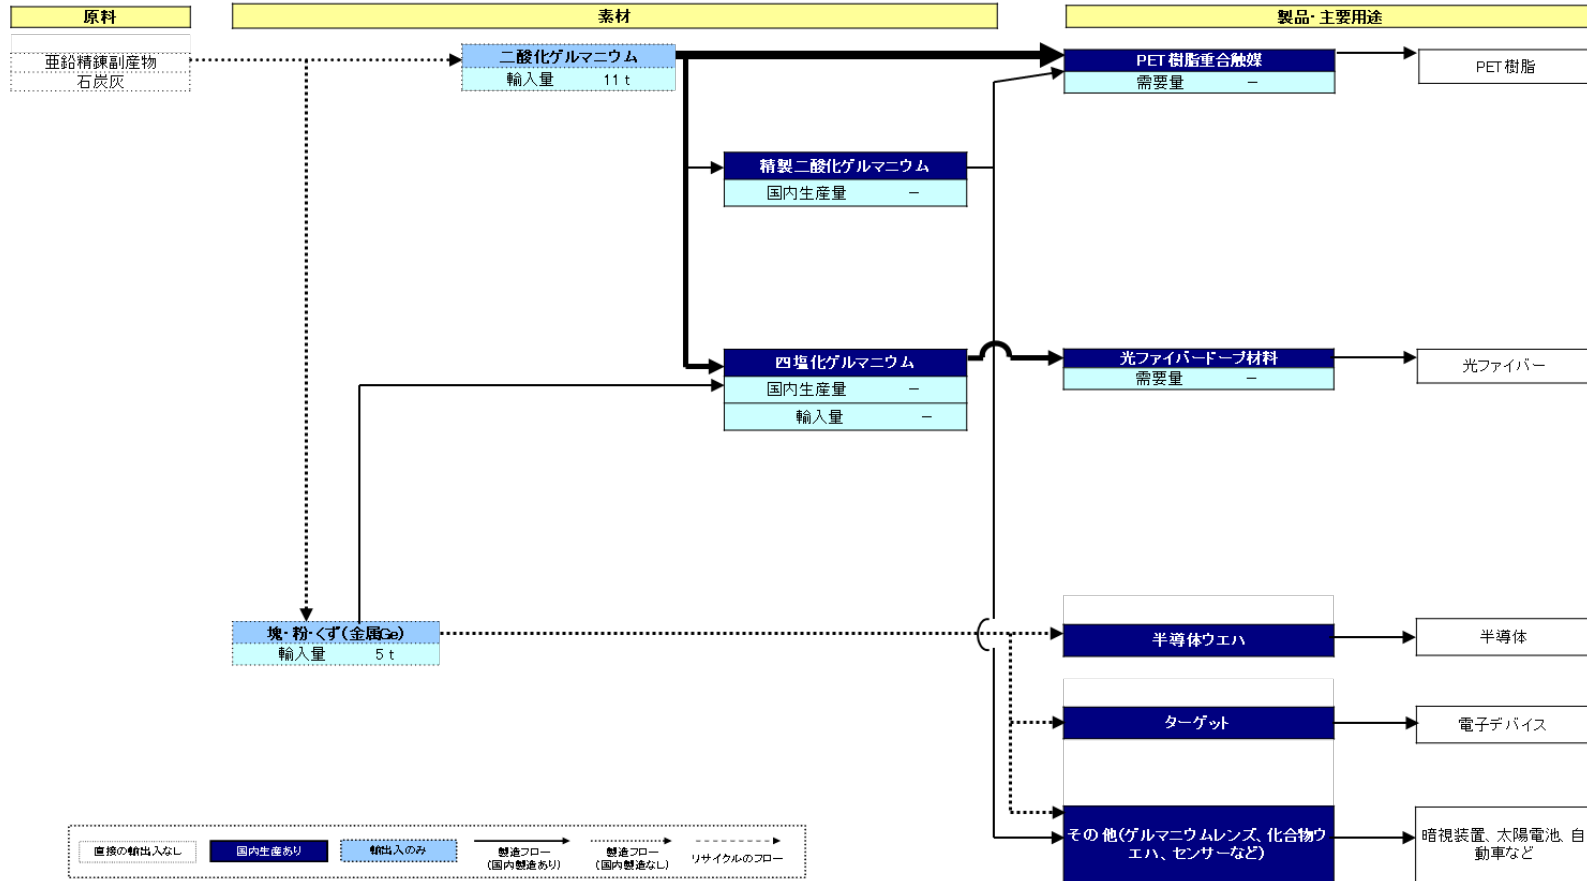 原料
素材
製品・主要用途
亜鉛精錬副産物
石炭灰
二酸化ゲルマニウム
輸入量 11 t
PET 樹脂重合触媒
需要量 －
PET 樹脂
精製二酸化ゲルマニウム
国内生産量 －
四塩化ゲルマニウム
国内生産量 －
輸入量 －
光ファイバードープ材料
需要量 －
光ファイバー
塊・粉・くず(金属Ge)
輸入量 5 t
半導体ウエハ
半導体
ターゲット
電子デバイス
その他(ゲルマニウムレンズ、化合物ウ
エハ、センサーなど)
暗視装置、太陽電池、自
動車など
直接の輸出入なし
国内生産あり
輸出入のみ
製造フロー
(国内製造あり)
製造フロー
(国内製造なし)
リサイクルのフロー